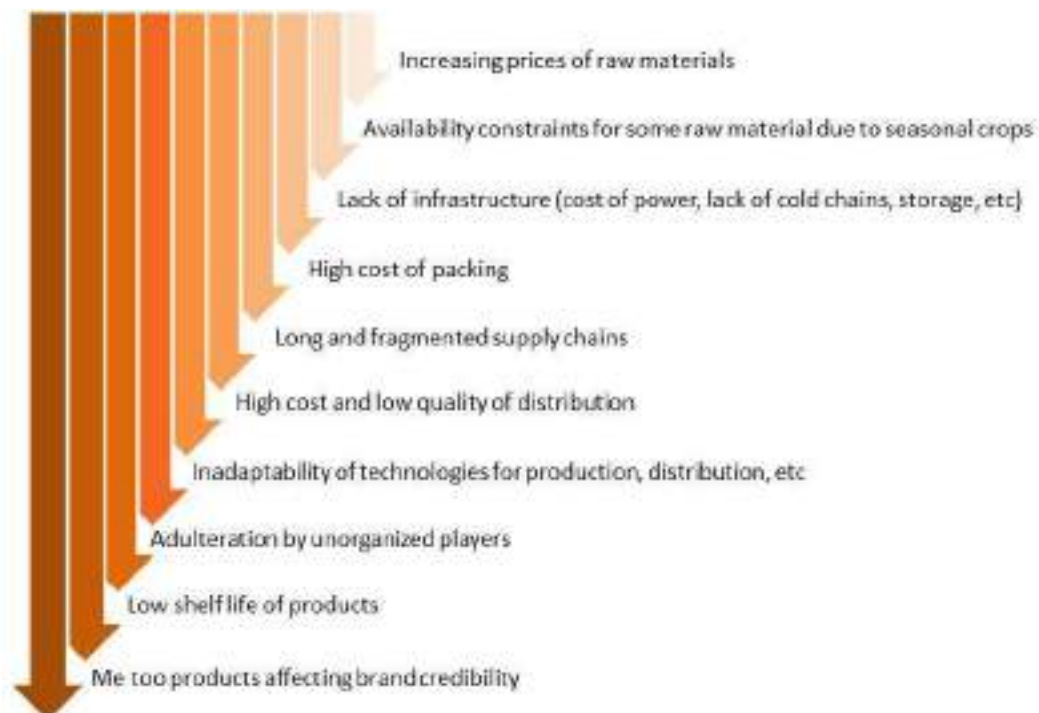 Increasing prices of raw materials
Availability constraints for some raw material due to seasonal crops
Lack of infrastructure (cost of power, lack of cold chains, storage, etc)
High cost of packing
Long and fragmented supply chains
High cost and low quality of distribution
Inadaptability of technologies for production, distribution, etc
Adulteration by unorganized players
Low shelf life of products
Me too products affecting brand credibility